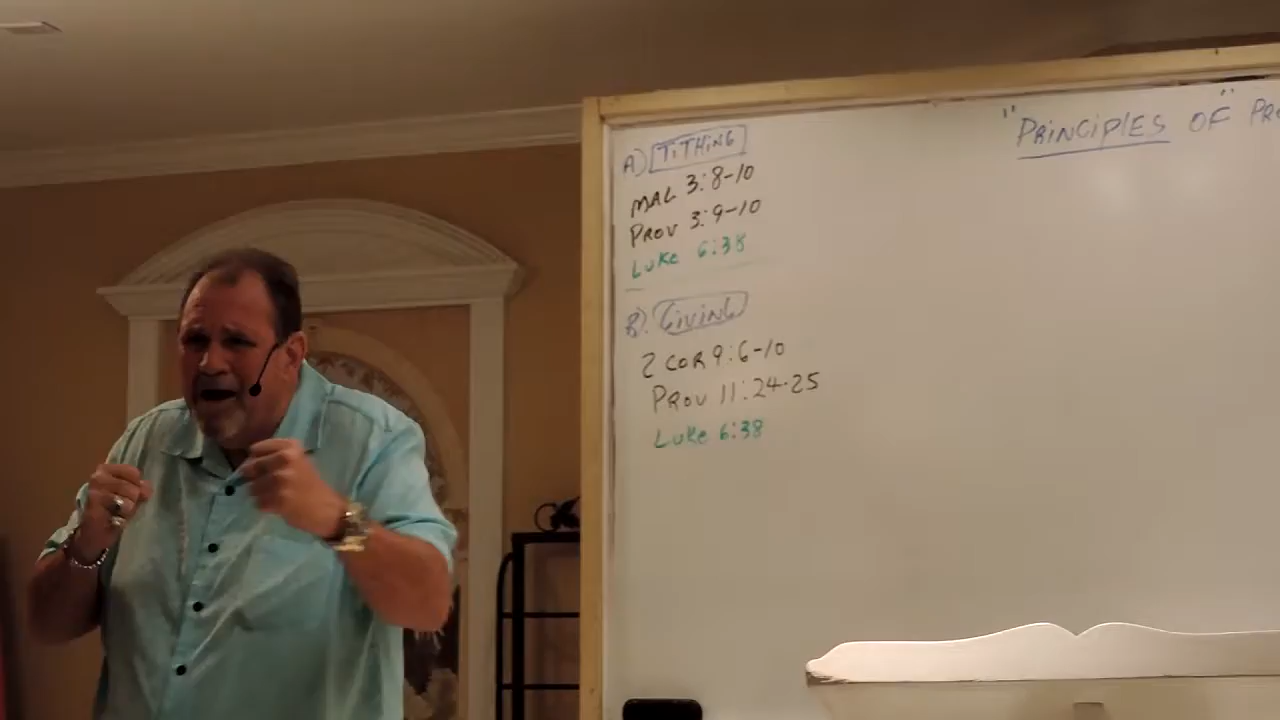 "PRINCIPLES OF"
A) TITHING
MAL 3:8-10
PROV 3:9-10
Luke 6:38
B). GIVING
2 COR 9:6-10
PROV 11:24-25
Luke 6:38